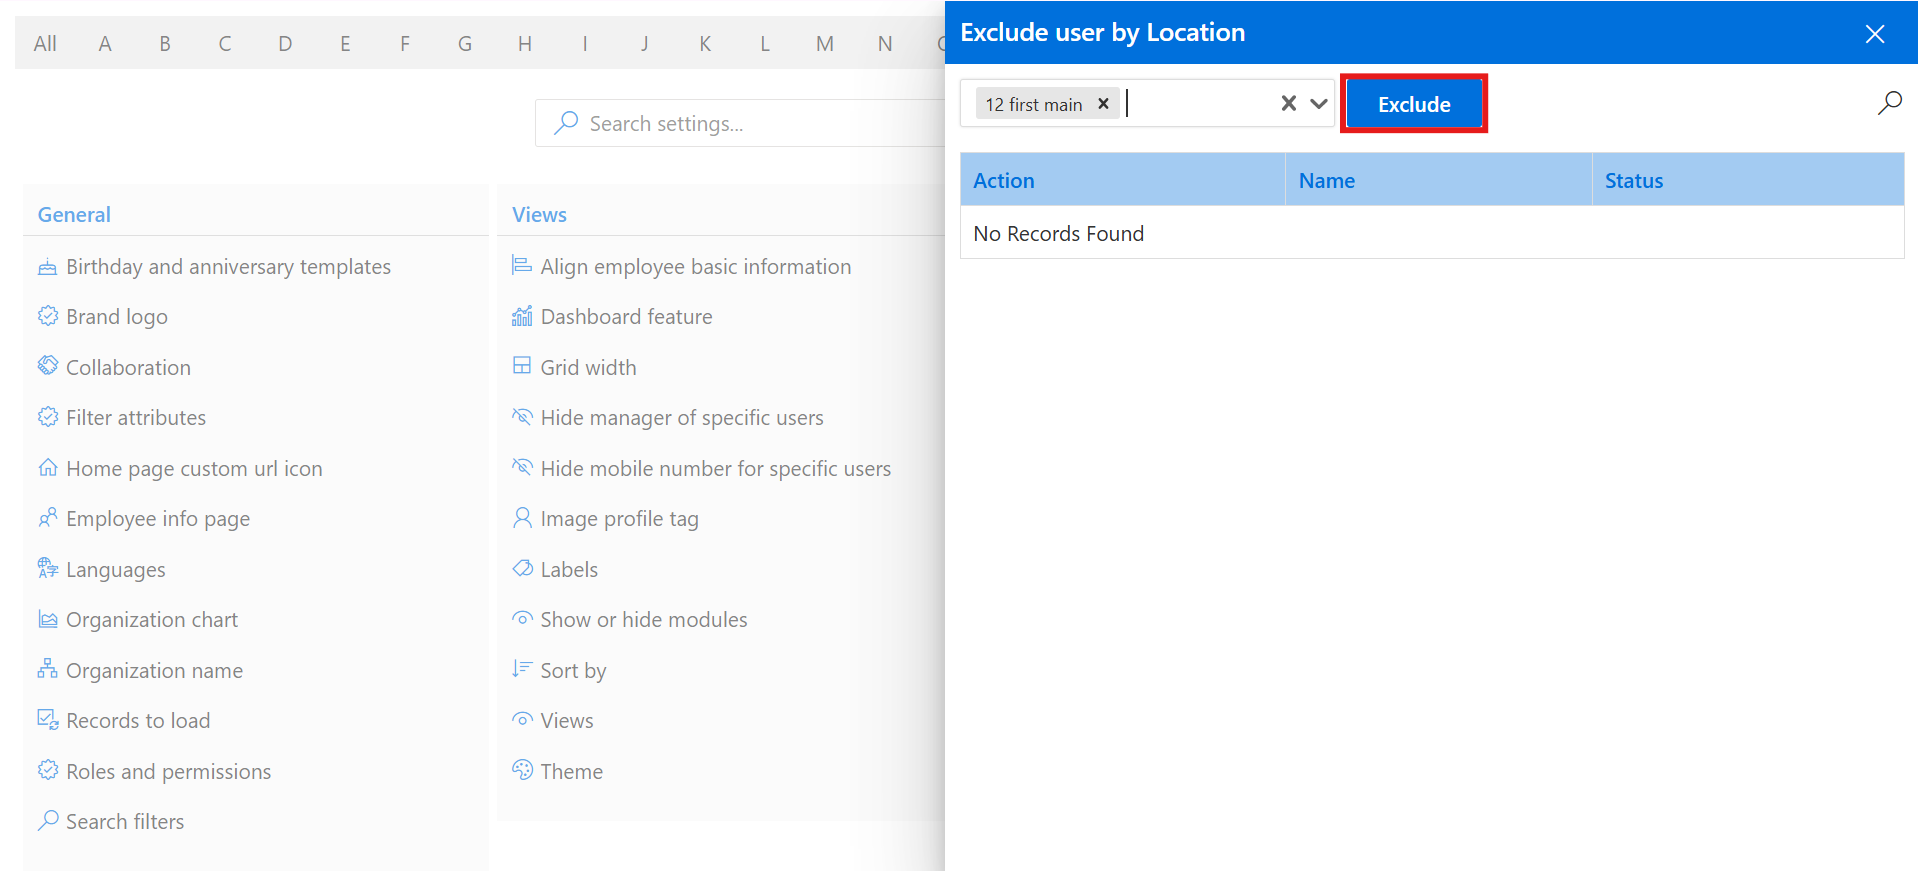 All A B C D E F G H I J K L M N
Search settings...
General
Birthday and anniversary templates
Brand logo
Collaboration
Filter attributes
Home page custom url icon
Employee info page
Languages
Organization chart
Organization name
Records to load
Roles and permissions
Search filters
Views
Align employee basic information
Dashboard feature
Grid width
Hide manager of specific users
Hide mobile number for specific users
Image profile tag
Labels
Show or hide modules
Sort by
Views
Theme
Exclude user by Location
12 first main
Exclude
Action Name Status
No Records Found